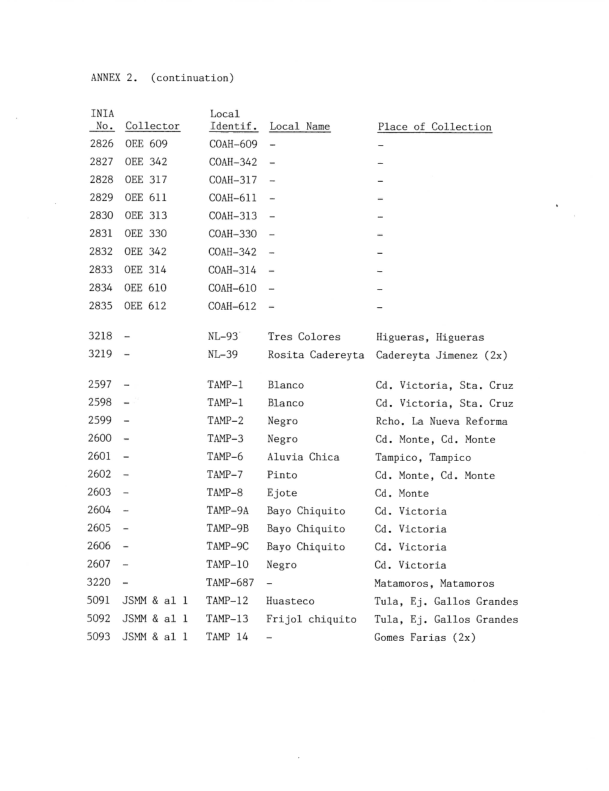 ANNEX 2. (continuation)
INIA Local
No. Collector Identif. Local Name Place of Collection
2826 OEE 609 COAH-609 - -
2827 OEE 342 COAH-342 - -
2828 OEE 317 COAH-317 - -
2829 OEE 611 COAH-611 - -
2830 OEE 313 COAH-313 - -
2831 OEE 330 COAH-330 - -
2832 OEE 342 COAH-342 - -
2833 OEE 314 COAH-314 - -
2834 OEE 610 COAH-610 - -
2835 OEE 612 COAH-612 - -
3218 - NL-93 Tres Colores Higueras, Higueras
3219 - NL-39 Rosita Cadereyta Cadereyta Jimenez (2x)
2597 - TAMP-1 Blanco Cd. Victoria, Sta. Cruz
2598 - TAMP-1 Blanco Cd. Victoria, Sta. Cruz
2599 - TAMP-2 Negro Rcho. La Nueva Reforma
2600 - TAMP-3 Negro Cd. Monte, Cd. Monte
2601 - TAMP-6 Aluvia Chica Tampico, Tampico
2602 - TAMP-7 Pinto Cd. Monte, Cd. Monte
2603 - TAMP-8 Ejote Cd. Monte
2604 - TAMP-9A Bayo Chiquito Cd. Victoria
2605 - TAMP-9B Bayo Chiquito Cd. Victoria
2606 - TAMP-9C Bayo Chiquito Cd. Victoria
2607 - TAMP-10 Negro Cd. Victoria
3220 - TAMP-687 - Matamoros, Matamoros
5091 JSMM & al 1 TAMP-12 Huasteco Tula, Ej. Gallos Grandes
5092 JSMM & al 1 TAMP-13 Frijol chiquito Tula, Ej. Gallos Grandes
5093 JSMM & al 1 TAMP 14 - Gomes Farias (2x)